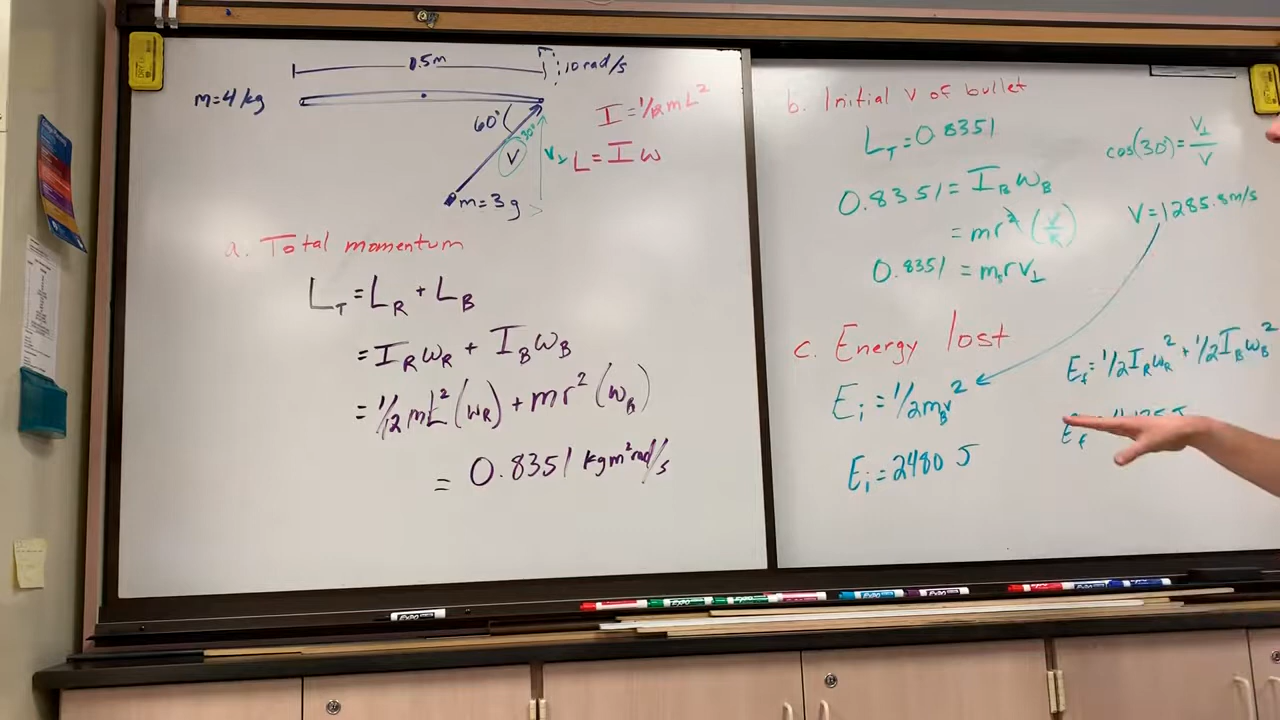 0.5m
10 rad/s
m=4 kg
60°
30°
V
V⊥
m=3 g
I = 1/12 mL²
L = I ω
a. Total momentum
L_T = L_R + L_B
= I_R ω_R + I_B ω_B
= 1/12 mL² (ω_R) + mr² (ω_B)
= 0.8351 kgm² rad/s
b. Initial v of bullet
L_T = 0.8351
0.8351 = I_B ω_B
= mr² (V/R)
0.8351 = m_B r V⊥
cos(30°) = V⊥/V
V = 1285.8 m/s
c. Energy lost
E_i = 1/2 m_B v²
E_i = 2480 J
E_f = 1/2 I_R ω_R² + 1/2 I_B ω_B²
E_f
EXPO